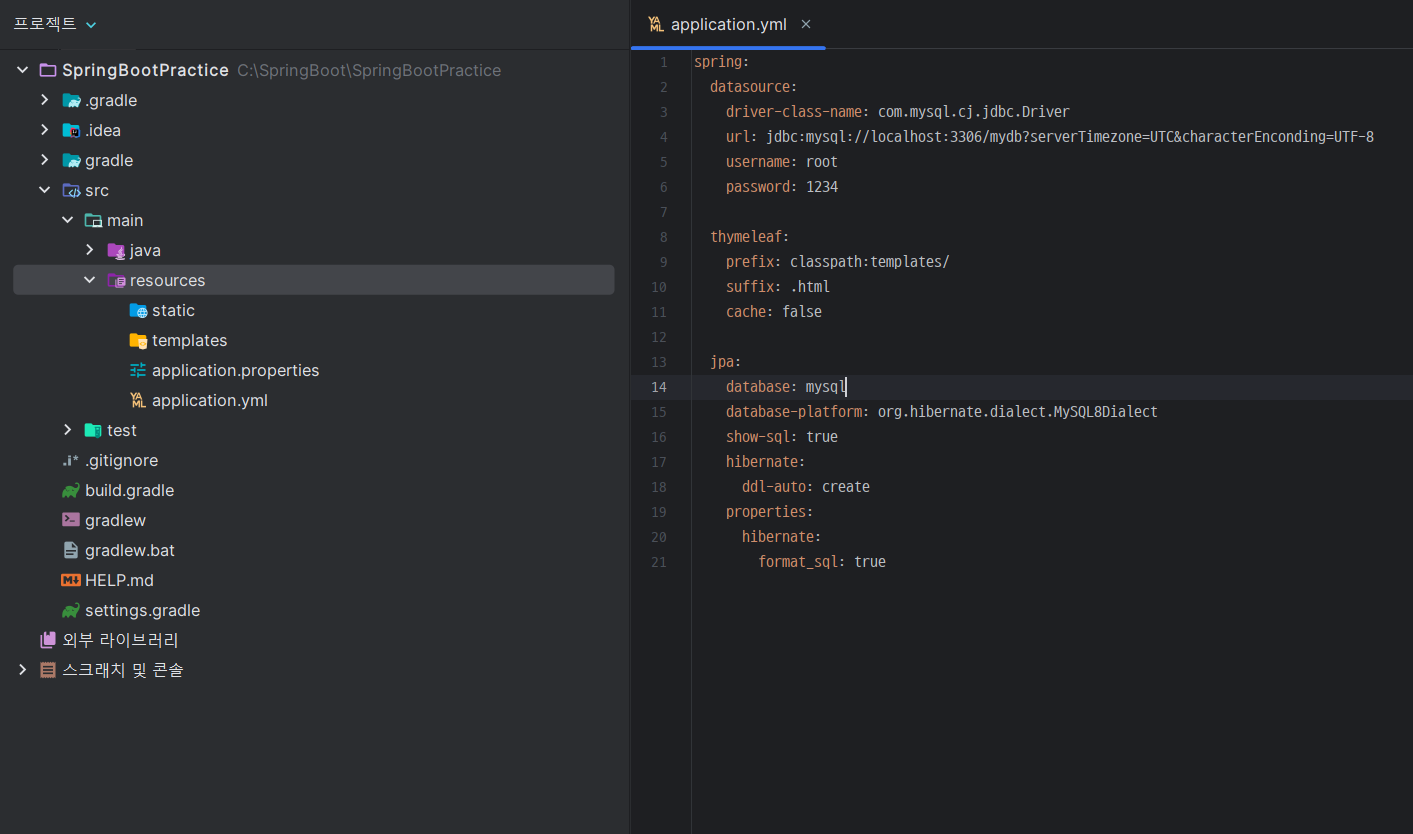 프로젝트
SpringBootPractice C:\SpringBoot\SpringBootPractice
.gradle
.idea
gradle
src
main
java
resources
static
templates
application.properties
application.yml
test
.gitignore
build.gradle
gradlew
gradlew.bat
HELP.md
settings.gradle
외부 라이브러리
스크래치 및 콘솔
application.yml
1 spring:
2   datasource:
3     driver-class-name: com.mysql.cj.jdbc.Driver
4     url: jdbc:mysql://localhost:3306/mydb?serverTimezone=UTC&characterEnconding=UTF-8
5     username: root
6     password: 1234
7
8   thymeleaf:
9     prefix: classpath:templates/
10     suffix: .html
11     cache: false
12
13   jpa:
14     database: mysql
15     database-platform: org.hibernate.dialect.MySQL8Dialect
16     show-sql: true
17     hibernate:
18       ddl-auto: create
19     properties:
20       hibernate:
21         format_sql: true